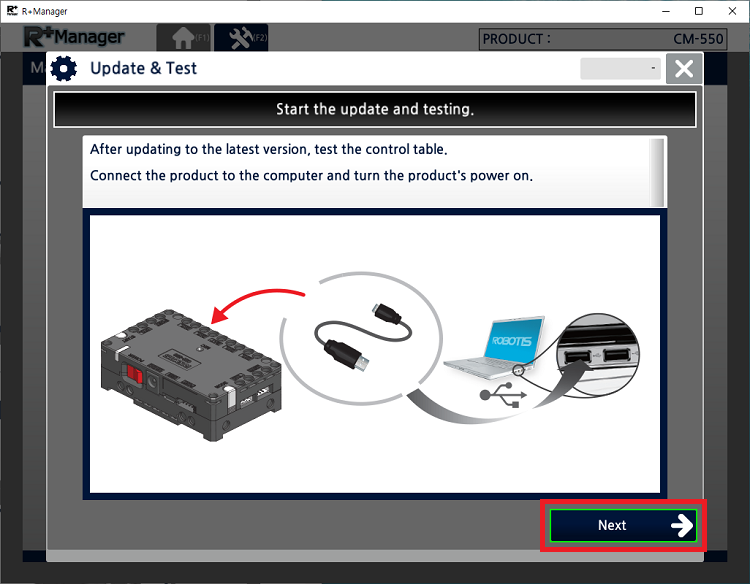 R+Manager
R+Manager
(F1)
(F2)
PRODUCT :
CM-550
M
Update & Test
-
Start the update and testing.
After updating to the latest version, test the control table.
Connect the product to the computer and turn the product's power on.
ROBOTIS
Next